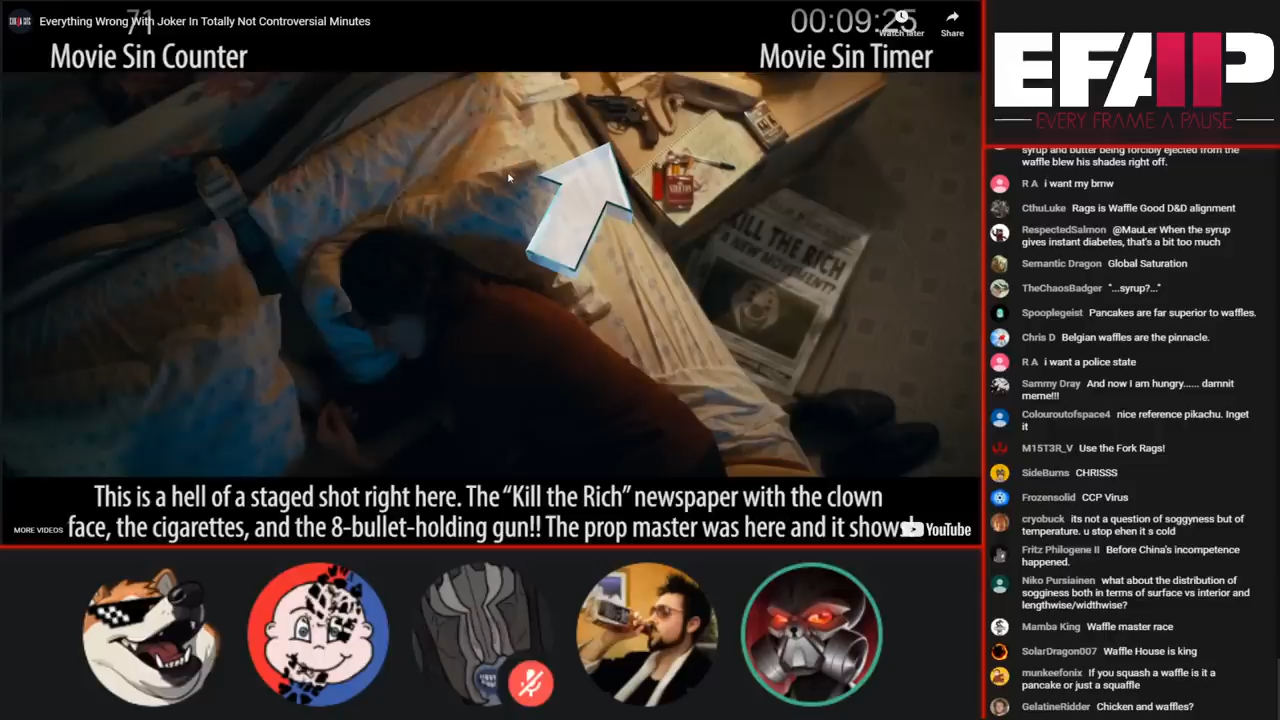 Everything Wrong With Joker In Totally Not Controversial Minutes
71
Movie Sin Counter
00:09:25
Watch later
Share
Movie Sin Timer
KILL THE RICH
A NEW MOVEMENT?
This is a hell of a staged shot right here. The “Kill the Rich” newspaper with the clown
face, the cigarettes, and the 8-bullet-holding gun!! The prop master was here and it shows!
MORE VIDEOS
YouTube
EFAP
EVERY FRAME A PAUSE
syrup and butter being forcibly ejected from the
waffle blew his shades right off.
R A i want my bmw
CthuLuke Rags is Waffle Good D&D alignment
RespectedSalmon @MauLer When the syrup
gives instant diabetes, that's a bit too much
Semantic Dragon Global Saturation
TheChaosBadger "...syrup?..."
Spooplegeist Pancakes are far superior to waffles.
Chris D Belgian waffles are the pinnacle.
R A i want a police state
Sammy Dray And now I am hungry...... damnit
meme!!!
Colouroutofspace4 nice reference pikachu. Inget
it
M15T3R_V Use the Fork Rags!
SideBurns CHRISSS
Frozensolid CCP Virus
cryobuck its not a question of soggyness but of
temperature. u stop ehen it s cold
Fritz Philogene II Before China's incompetence
happened.
Niko Pursiainen what about the distribution of
sogginess both in terms of surface vs interior and
lengthwise/widthwise?
Mamba King Waffle master race
SolarDragon007 Waffle House is king
munkeefonix If you squash a waffle is it a
pancake or just a squaffle
GelatineRidder Chicken and waffles?